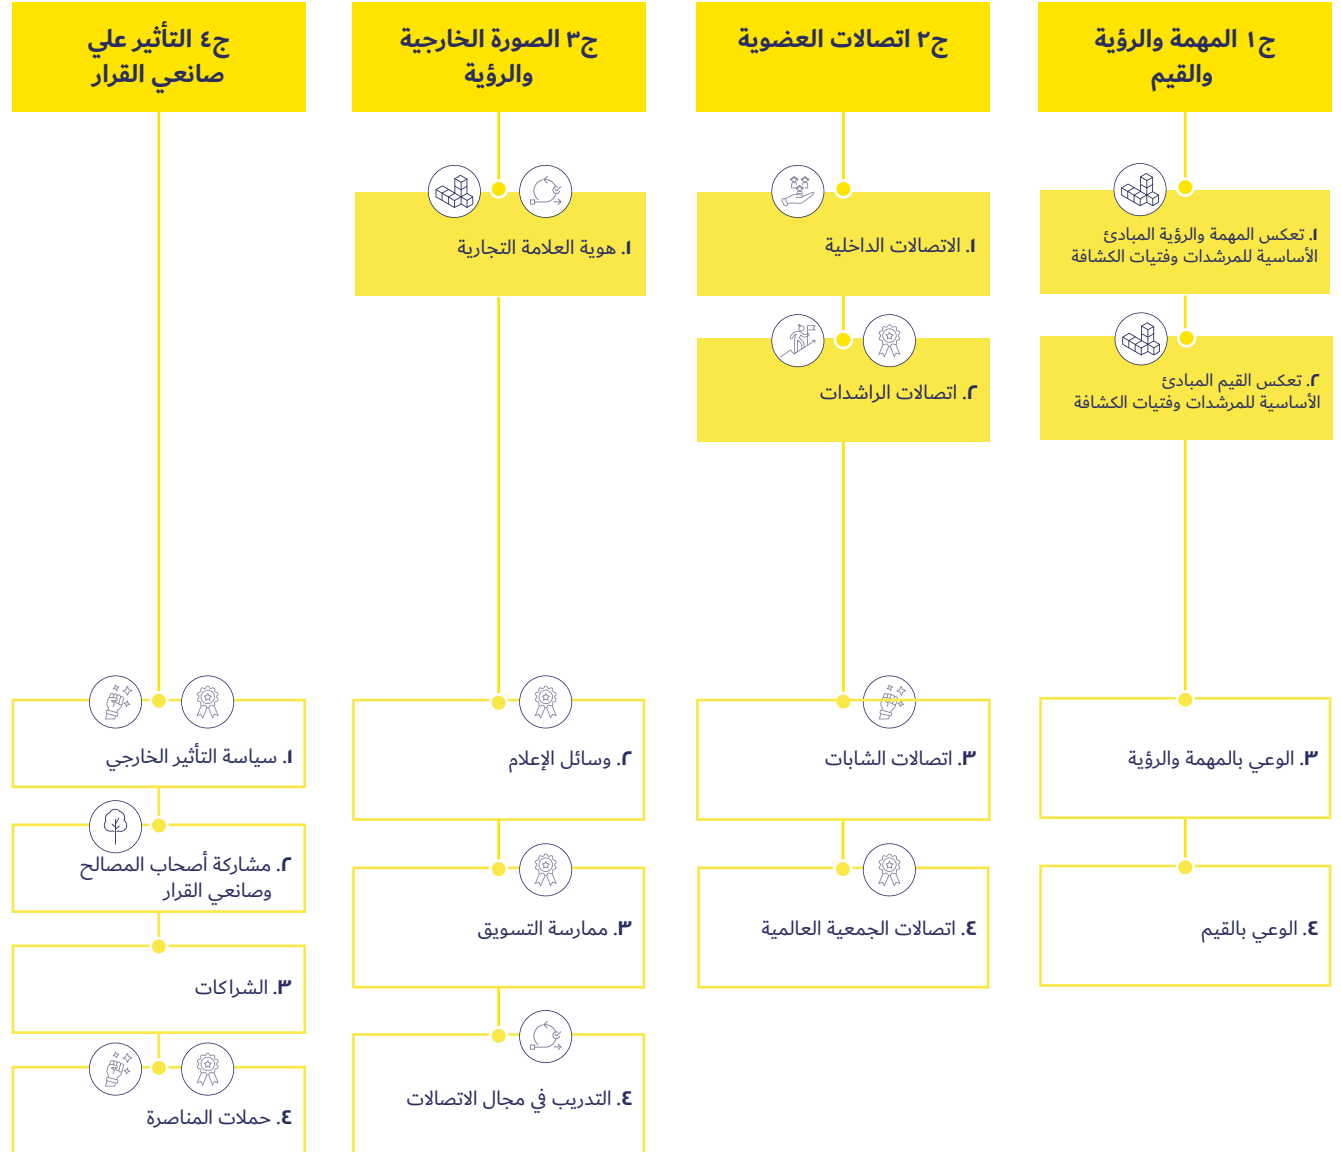 ج١ المهمة والرؤية
والقيم
١. تعكس المهمة والرؤية المبادئ
الأساسية للمرشدات وفتيات الكشافة
٢. تعكس القيم المبادئ
الأساسية للمرشدات وفتيات الكشافة
٣. الوعي بالمهمة والرؤية
٤. الوعي بالقيم
ج٢ اتصالات العضوية
١. الاتصالات الداخلية
٢. اتصالات الراشدات
٣. اتصالات الشابات
٤. اتصالات الجمعية العالمية
ج٣ الصورة الخارجية
والرؤية
١. هوية العلامة التجارية
٢. وسائل الإعلام
٣. ممارسة التسويق
٤. التدريب في مجال الاتصالات
ج٤ التأثير علي
صانعي القرار
١. سياسة التأثير الخارجي
٢. مشاركة أصحاب المصالح
وصانعي القرار
٣. الشراكات
٤. حملات المناصرة